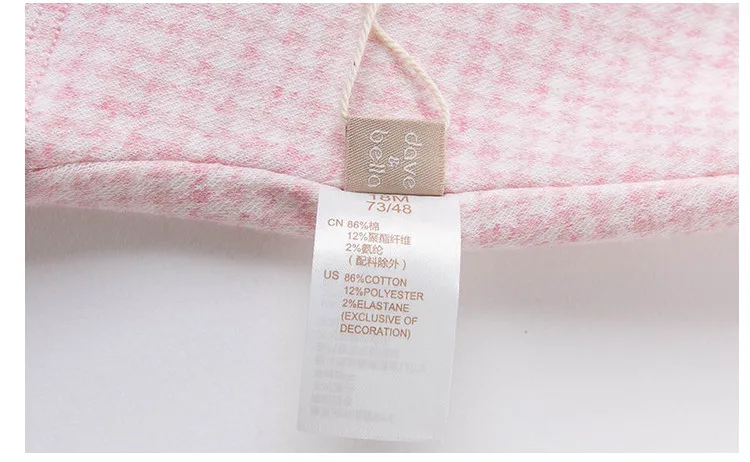 dave
&
bella
18M
73/48
CN 86%棉
12%聚酯纤维
2%氨纶
(配料除外)
US 86%COTTON
12%POLYESTER
2%ELASTANE
(EXCLUSIVE OF
DECORATION)